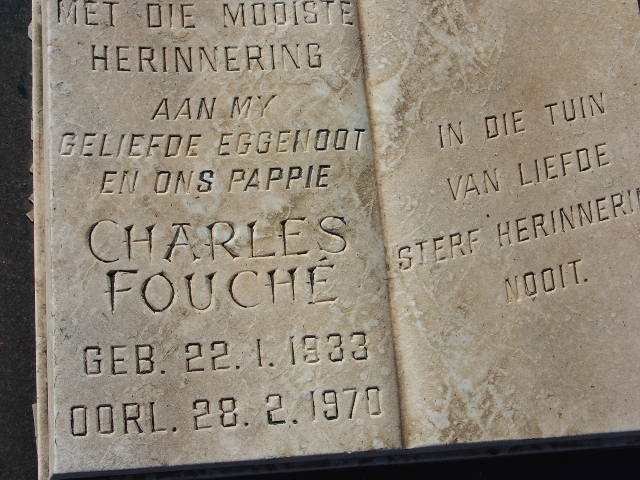 MET DIE MOOISTE
HERINNERING
AAN MY
GELIEFDE EGGENOOT
EN ONS PAPPIE
CHARLES
FOUCHÉ
GEB. 22. 1. 1933
OORL. 28. 2. 1970
IN DIE TUIN
VAN LIEFDE
STERF HERINNERIN
NOOIT.